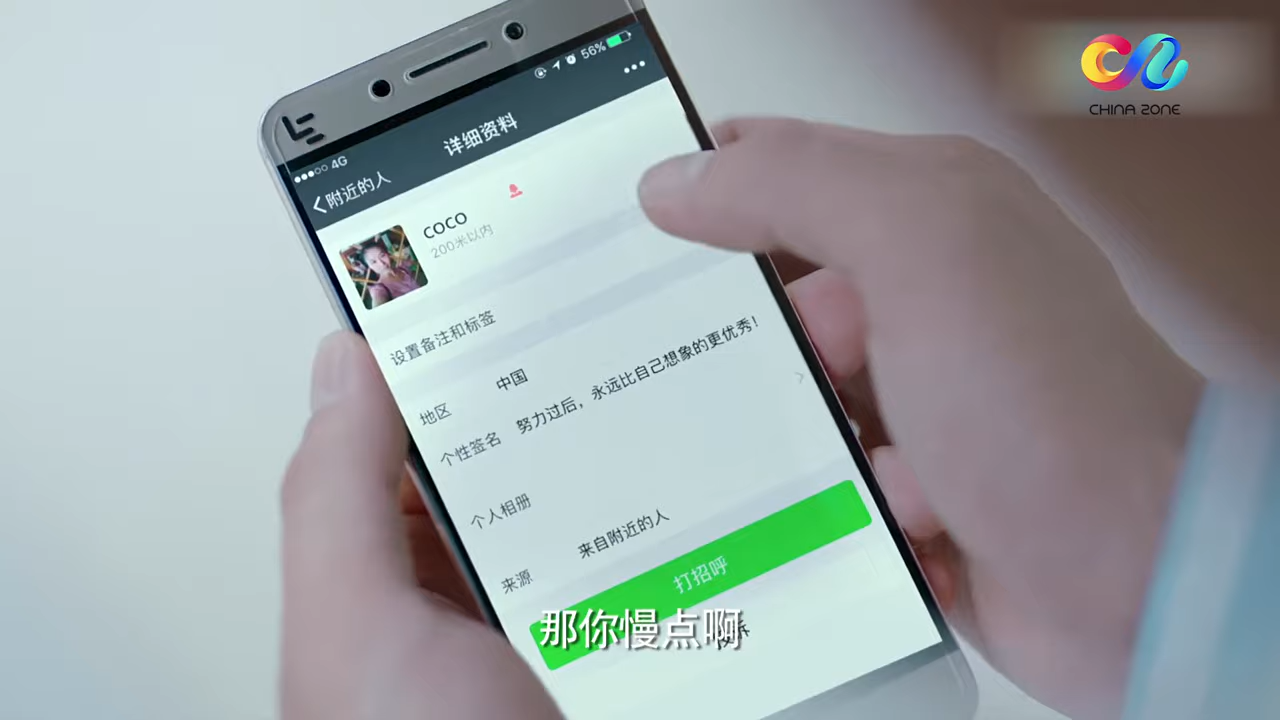 CHINA ZONE
4G
56%
附近的人
详细资料
COCO
200米以内
设置备注和标签
地区 中国
个性签名 努力过后，永远比自己想象的更优秀！
个人相册
来源 来自附近的人
打招呼
那你慢点啊